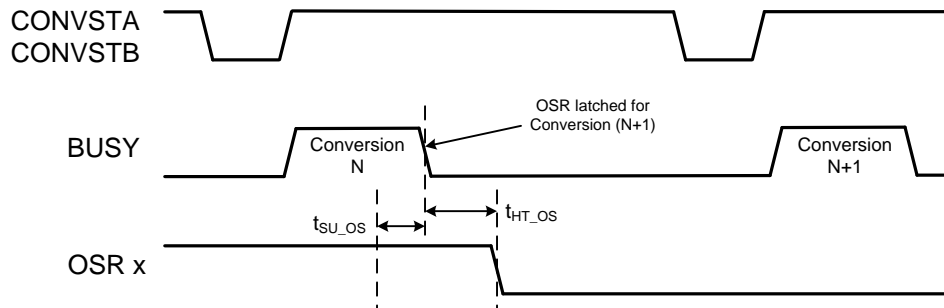 CONVSTA
CONVSTB
OSR latched for
Conversion (N+1)
BUSY
Conversion
N
Conversion
N+1
tSU_OS
tHT_OS
OSR x